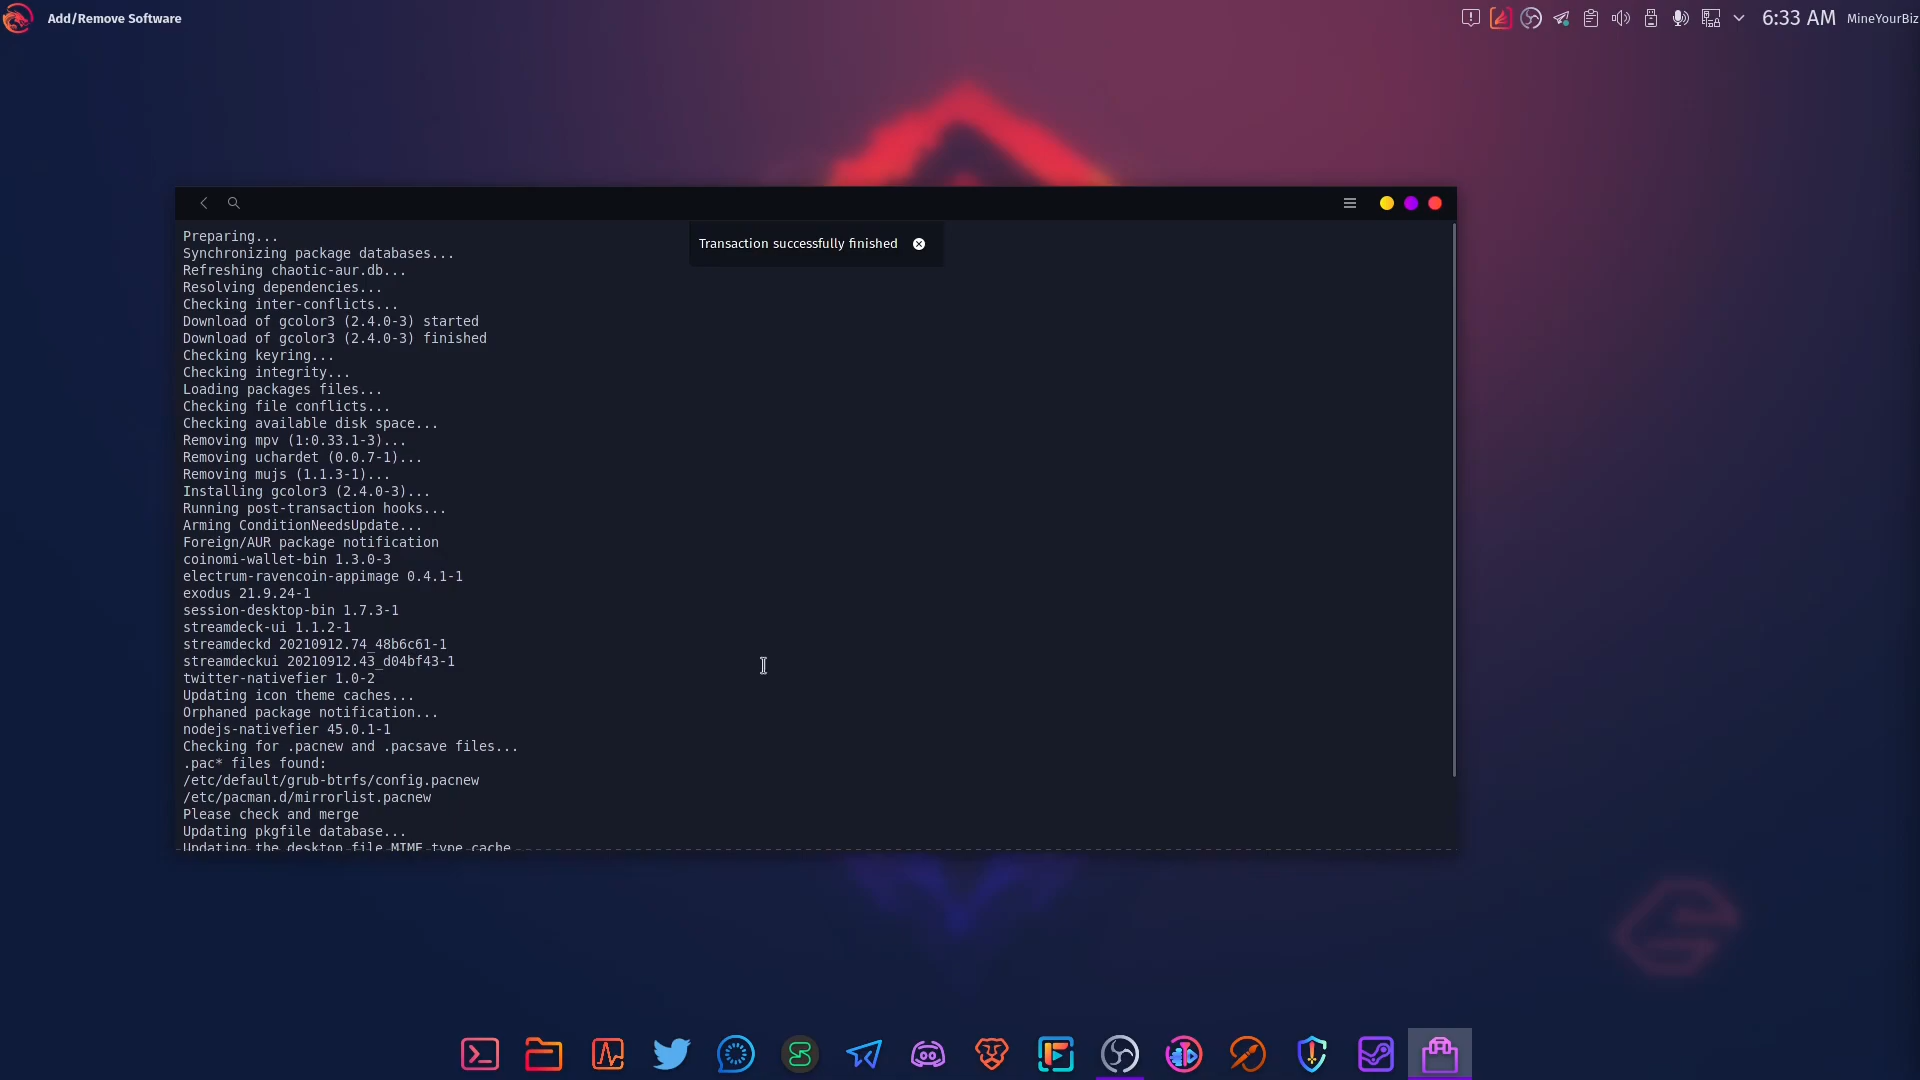 Add/Remove Software
6:33 AM MineYourBiz
Transaction successfully finished
Preparing...
Synchronizing package databases...
Refreshing chaotic-aur.db...
Resolving dependencies...
Checking inter-conflicts...
Download of gcolor3 (2.4.0-3) started
Download of gcolor3 (2.4.0-3) finished
Checking keyring...
Checking integrity...
Loading packages files...
Checking file conflicts...
Checking available disk space...
Removing mpv (1:0.33.1-3)...
Removing uchardet (0.0.7-1)...
Removing mujs (1.1.3-1)...
Installing gcolor3 (2.4.0-3)...
Running post-transaction hooks...
Arming ConditionNeedsUpdate...
Foreign/AUR package notification
coinomi-wallet-bin 1.3.0-3
electrum-ravencoin-appimage 0.4.1-1
exodus 21.9.24-1
session-desktop-bin 1.7.3-1
streamdeck-ui 1.1.2-1
streamdeckd 20210912.74_48b6c61-1
streamdeckui 20210912.43_d04bf43-1
twitter-nativefier 1.0-2
Updating icon theme caches...
Orphaned package notification...
nodejs-nativefier 45.0.1-1
Checking for .pacnew and .pacsave files...
.pac* files found:
/etc/default/grub-btrfs/config.pacnew
/etc/pacman.d/mirrorlist.pacnew
Please check and merge
Updating pkgfile database...
Updating the desktop file MIME type cache